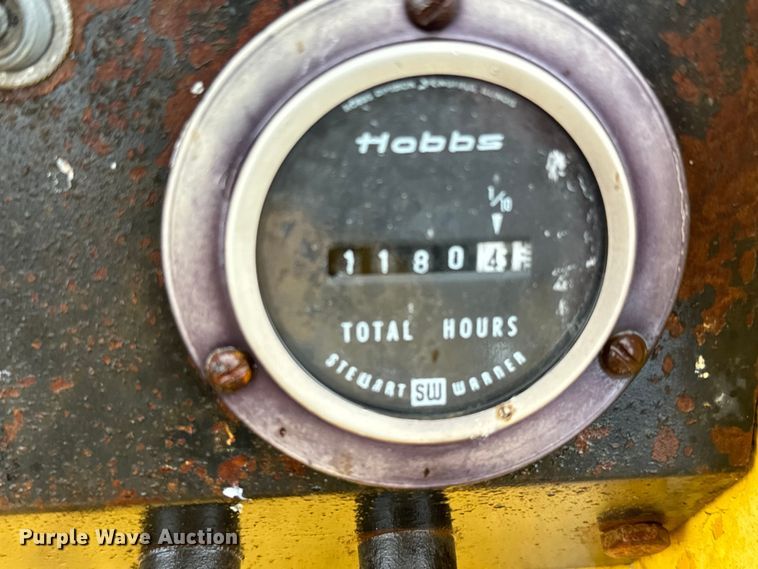 Hobbs
1/10
1 1 8 0 4
TOTAL HOURS
STEWART SW WARNER
Purple Wave Auction